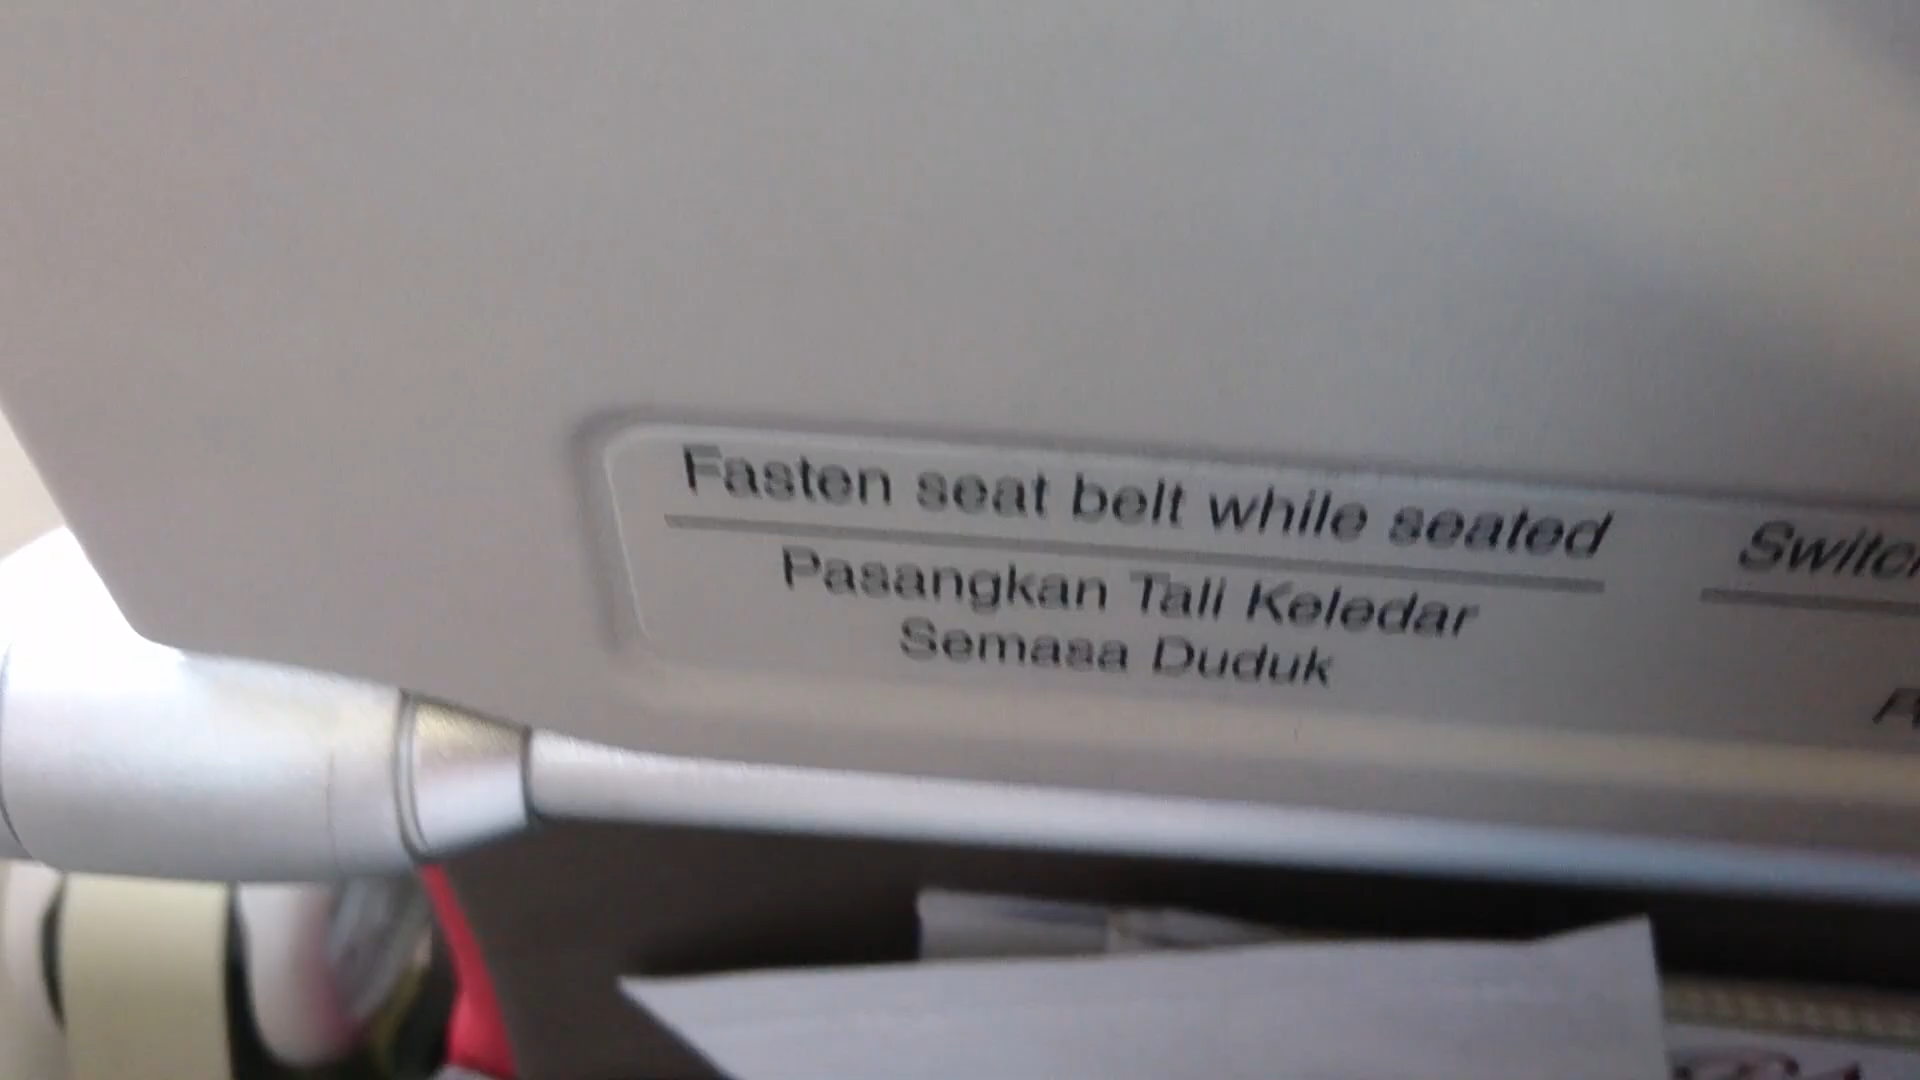 Fasten seat belt while seated
Pasangkan Tali Keledar
Semasa Duduk